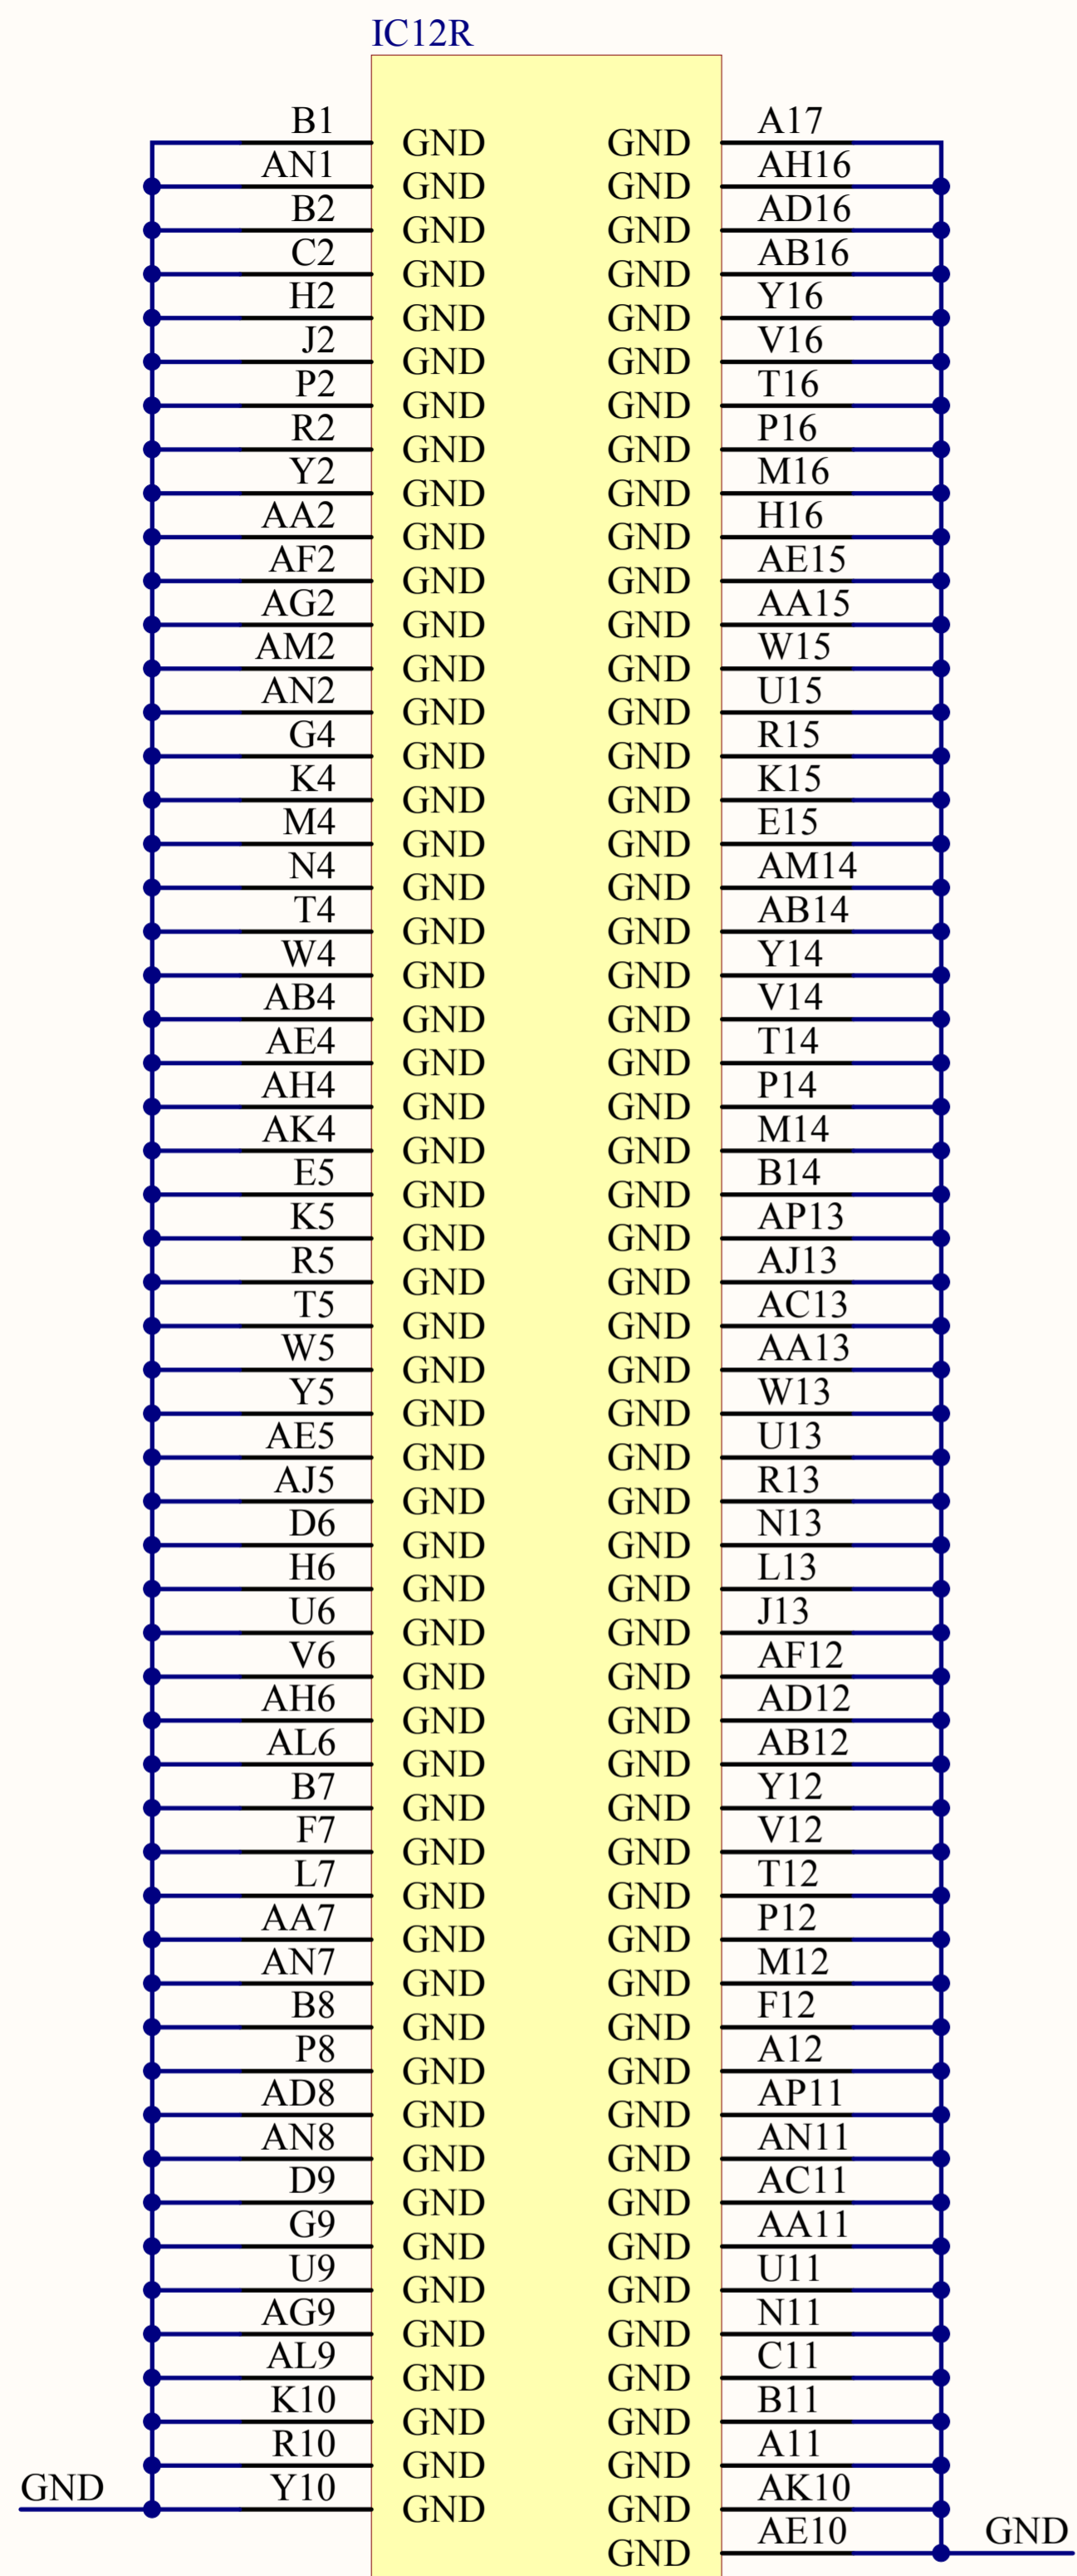 IC12R
B1 GND GND A17
AN1 GND GND AH16
B2 GND GND AD16
C2 GND GND AB16
H2 GND GND Y16
J2 GND GND V16
P2 GND GND T16
R2 GND GND P16
Y2 GND GND M16
AA2 GND GND H16
AF2 GND GND AE15
AG2 GND GND AA15
AM2 GND GND W15
AN2 GND GND U15
G4 GND GND R15
K4 GND GND K15
M4 GND GND E15
N4 GND GND AM14
T4 GND GND AB14
W4 GND GND Y14
AB4 GND GND V14
AE4 GND GND T14
AH4 GND GND P14
AK4 GND GND M14
E5 GND GND B14
K5 GND GND AP13
R5 GND GND AJ13
T5 GND GND AC13
W5 GND GND AA13
Y5 GND GND W13
AE5 GND GND U13
AJ5 GND GND R13
D6 GND GND N13
H6 GND GND L13
U6 GND GND J13
V6 GND GND AF12
AH6 GND GND AD12
AL6 GND GND AB12
B7 GND GND Y12
F7 GND GND V12
L7 GND GND T12
AA7 GND GND P12
AN7 GND GND M12
B8 GND GND F12
P8 GND GND A12
AD8 GND GND AP11
AN8 GND GND AN11
D9 GND GND AC11
G9 GND GND AA11
U9 GND GND U11
AG9 GND GND N11
AL9 GND GND C11
K10 GND GND B11
R10 GND GND A11
GND Y10 GND GND AK10
GND AE10 GND